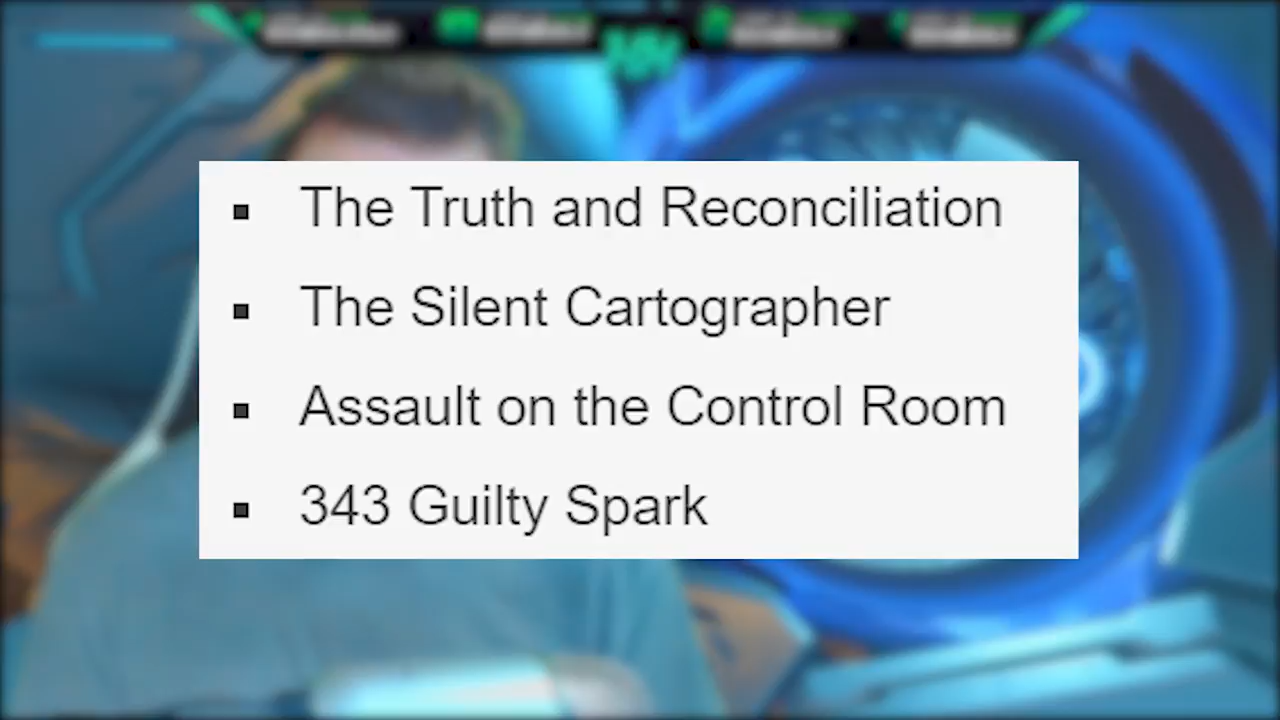 The Truth and Reconciliation
The Silent Cartographer
Assault on the Control Room
343 Guilty Spark